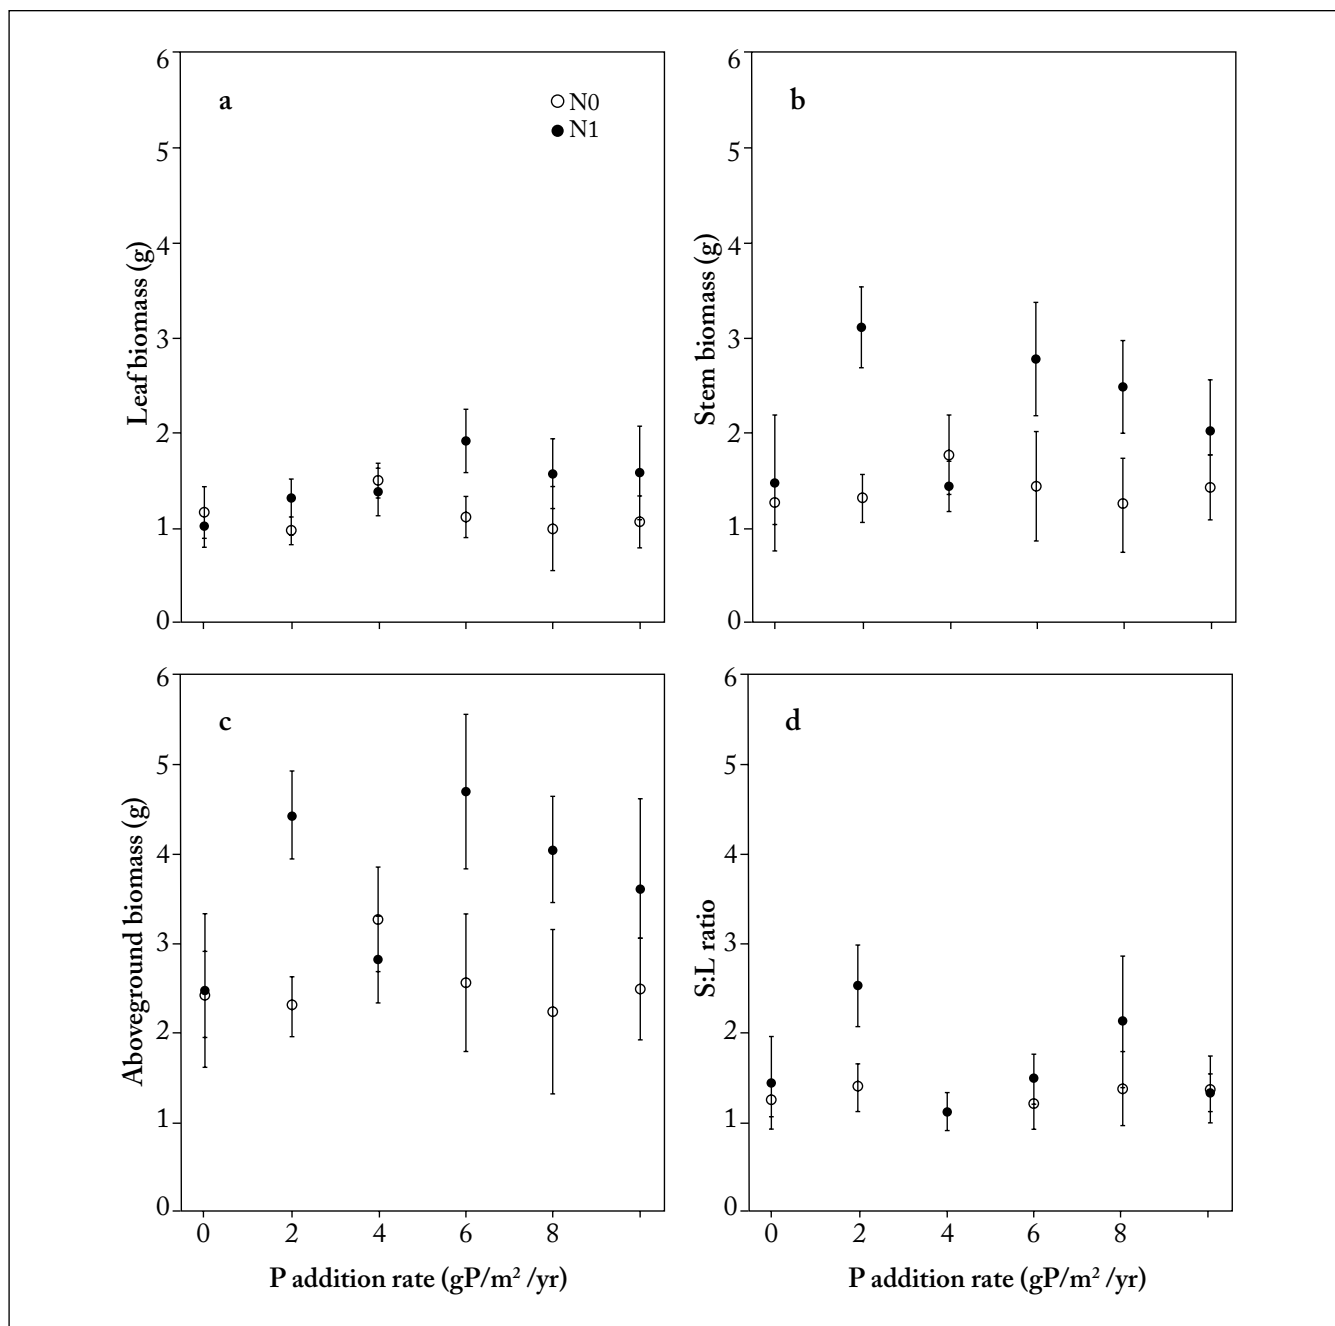 6
5
4
3
2
1
0
Leaf biomass (g)
a
N0
N1
6
5
4
3
2
1
0
Stem biomass (g)
b
6
5
4
3
2
1
0
Aboveground biomass (g)
c
0 2 4 6 8
P addition rate (gP/m² /yr)
6
5
4
3
2
1
0
S:L ratio
d
0 2 4 6 8
P addition rate (gP/m² /yr)